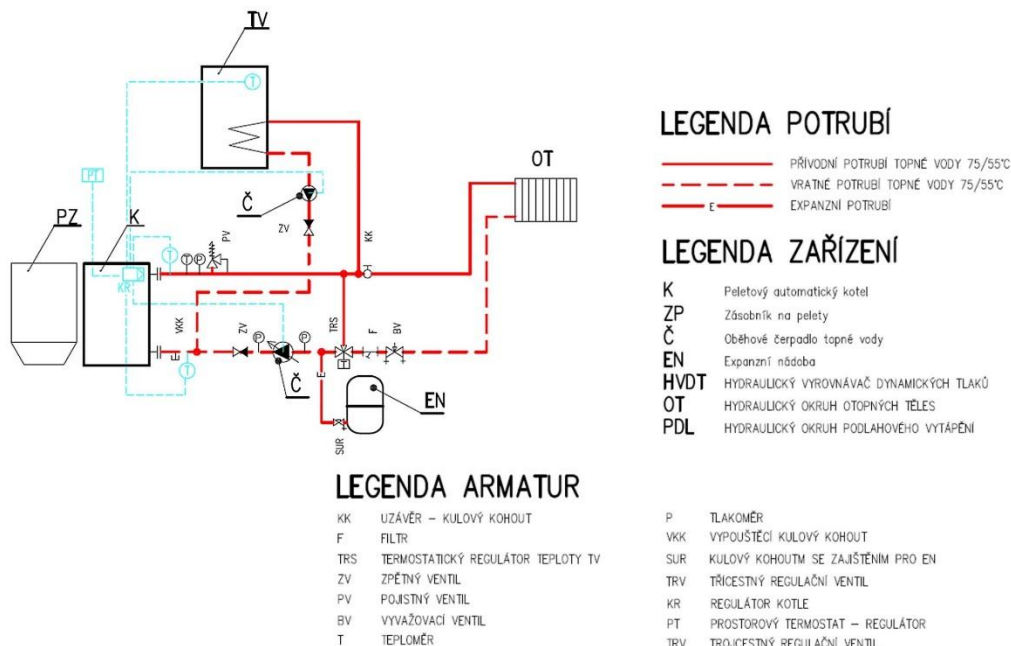 TV
T
PT
PZ
K
KR
T
T
P
PV
Č
ZV
KK
OT
VKK
E
T
ZV
P
Č
P
TRS
F
BV
E
SUR
EN
LEGENDA POTRUBÍ
PŘÍVODNÍ POTRUBÍ TOPNÉ VODY 75/55°C
VRATNÉ POTRUBÍ TOPNÉ VODY 75/55°C
E EXPANZNÍ POTRUBÍ
LEGENDA ZAŘÍZENÍ
K Peletový automatický kotel
ZP Zásobník na pelety
Č Oběhové čerpadlo topné vody
EN Expanzní nádoba
HVDT HYDRAULICKÝ VYROVNÁVAČ DYNAMICKÝCH TLAKŮ
OT HYDRAULICKÝ OKRUH OTOPNÝCH TĚLES
PDL HYDRAULICKÝ OKRUH PODLAHOVÉHO VYTÁPĚNÍ
LEGENDA ARMATUR
KK UZÁVĚR – KULOVÝ KOHOUT
F FILTR
TRS TERMOSTATICKÝ REGULÁTOR TEPLOTY TV
ZV ZPĚTNÝ VENTIL
PV POJISTNÝ VENTIL
BV VYVAŽOVACÍ VENTIL
T TEPLOMĚR
P TLAKOMĚR
VKK VYPOUŠTĚCÍ KULOVÝ KOHOUT
SUR KULOVÝ KOHOUTM SE ZAJIŠTĚNÍM PRO EN
TRV TŘÍCESTNÝ REGULAČNÍ VENTIL
KR REGULÁTOR KOTLE
PT PROSTOROVÝ TERMOSTAT – REGULÁTOR
TRV TROJCESTNÝ REGULAČNÍ VENTIL